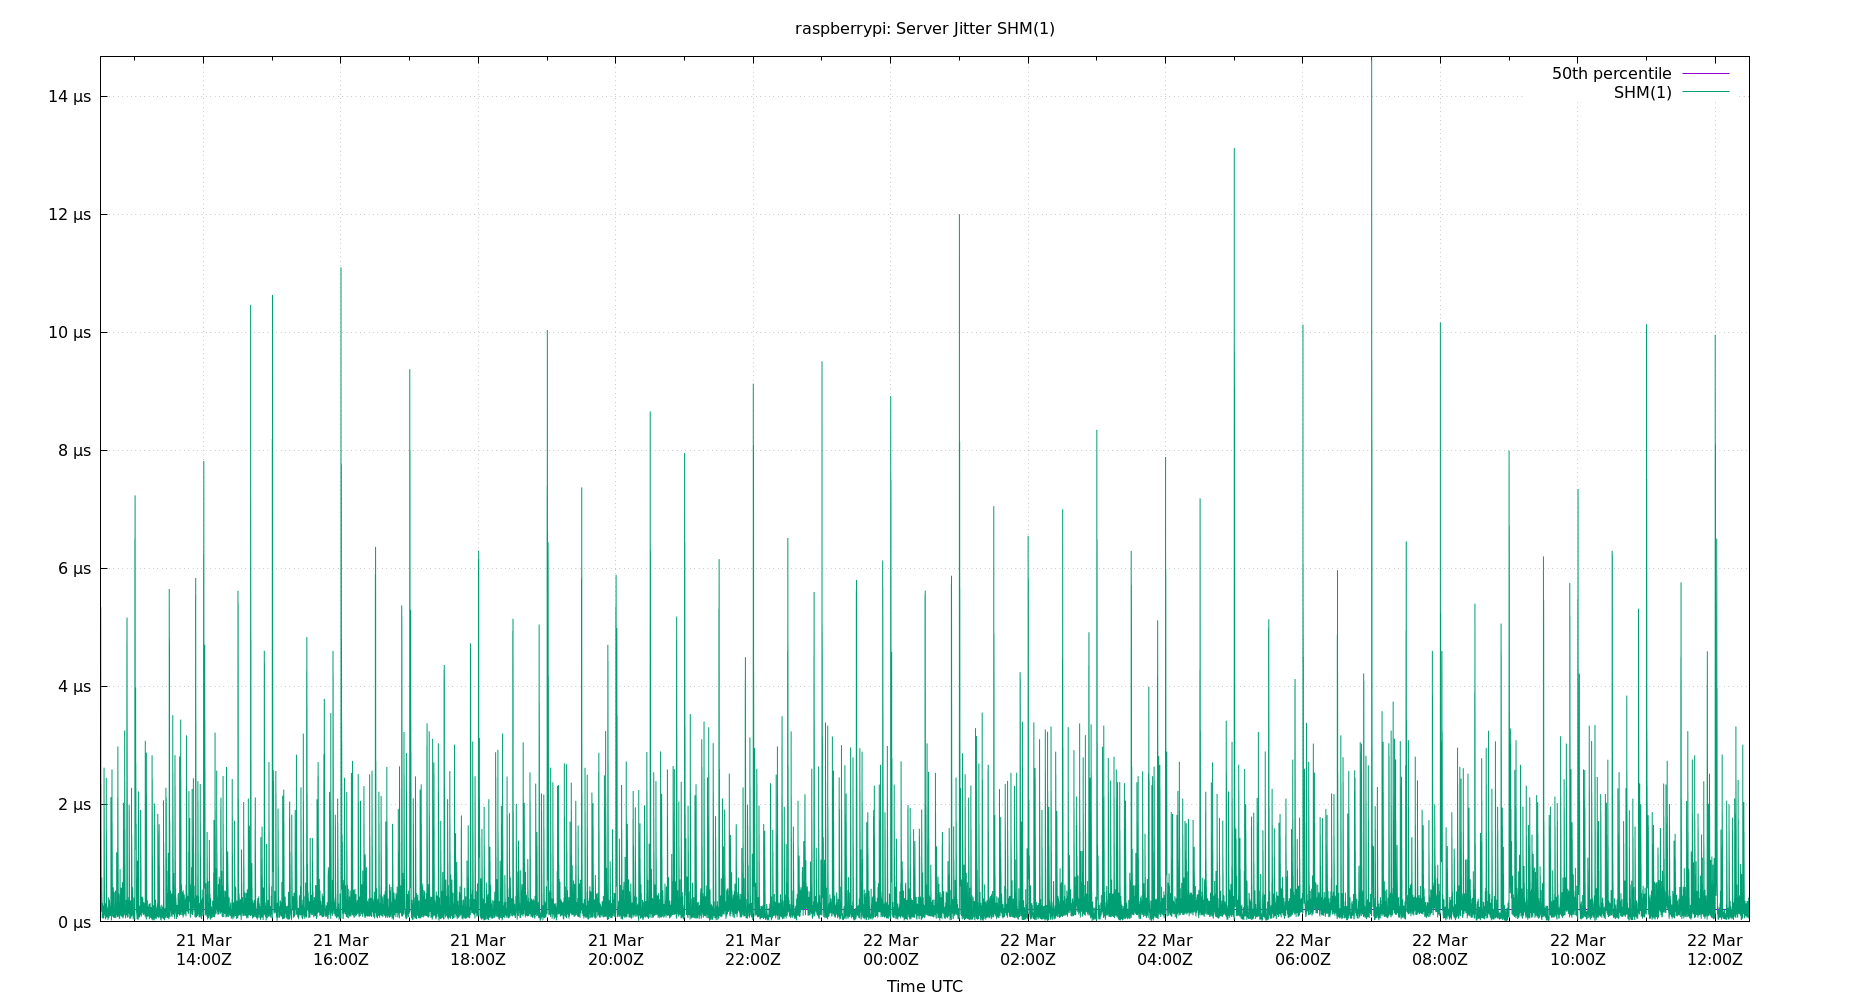 raspberrypi: Server Jitter SHM(1)
50th percentile
SHM(1)
14 µs
12 µs
10 µs
8 µs
6 µs
4 µs
2 µs
0 µs
21 Mar 21 Mar 21 Mar 21 Mar 21 Mar 22 Mar 22 Mar 22 Mar 22 Mar 22 Mar 22 Mar 22 Mar
14:00Z 16:00Z 18:00Z 20:00Z 22:00Z 00:00Z 02:00Z 04:00Z 06:00Z 08:00Z 10:00Z 12:00Z
Time UTC